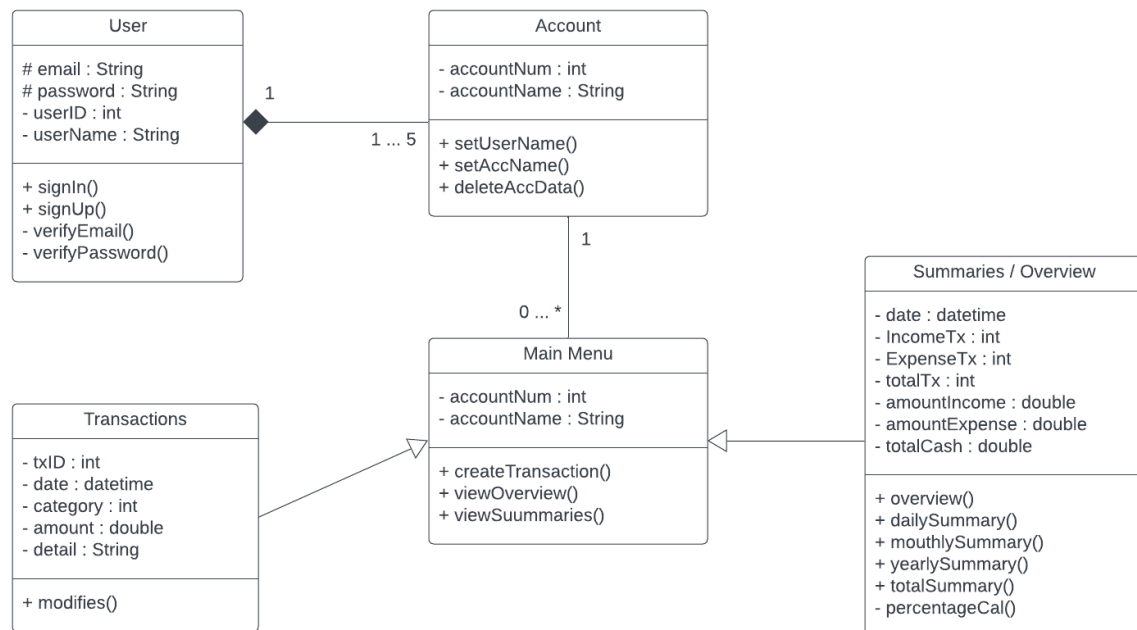 User
# email : String
# password : String
- userID : int
- userName : String
+ signIn()
+ signUp()
- verifyEmail()
- verifyPassword()
1
1 ... 5
Account
- accountNum : int
- accountName : String
+ setUserName()
+ setAccName()
+ deleteAccData()
1
0 ... *
Main Menu
- accountNum : int
- accountName : String
+ createTransaction()
+ viewOverview()
+ viewSuummaries()
Transactions
- txID : int
- date : datetime
- category : int
- amount : double
- detail : String
+ modifies()
Summaries / Overview
- date : datetime
- IncomeTx : int
- ExpenseTx : int
- totalTx : int
- amountIncome : double
- amountExpense : double
- totalCash : double
+ overview()
+ dailySummary()
+ mouthlySummary()
+ yearlySummary()
+ totalSummary()
- percentageCal()